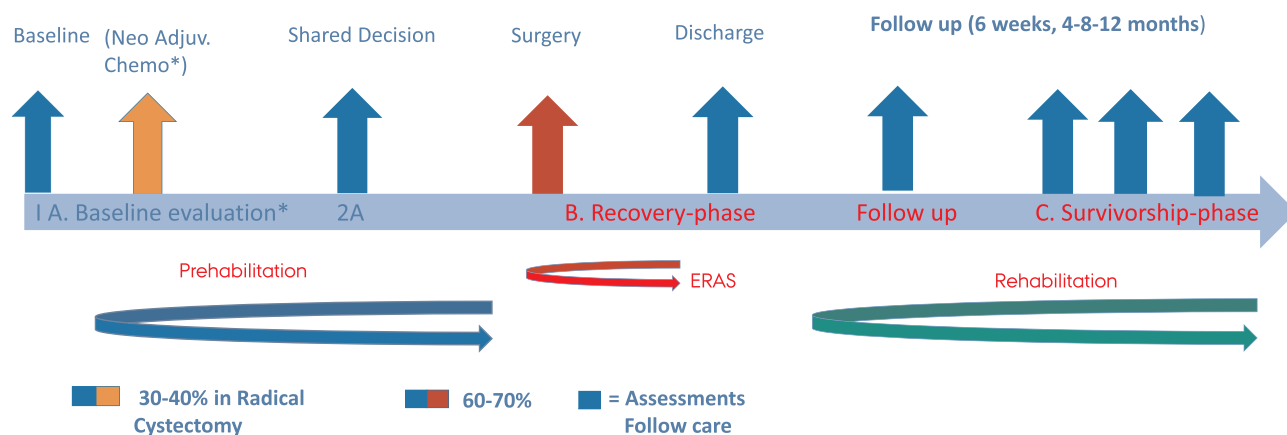 Baseline
(Neo Adjuv.
Chemo*)
Shared Decision
Surgery
Discharge
Follow up (6 weeks, 4-8-12 months)
I A. Baseline evaluation*
2A
B. Recovery-phase
Follow up
C. Survivorship-phase
Prehabilitation
ERAS
Rehabilitation
30-40% in Radical
Cystectomy
60-70%
= Assessments
Follow care